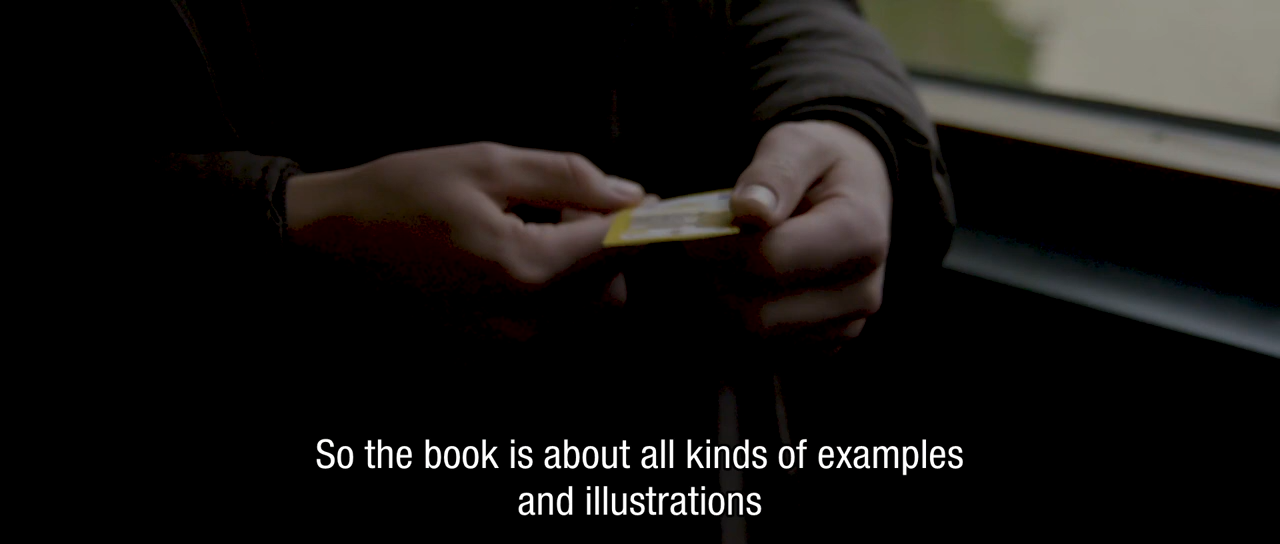 So the book is about all kinds of examples
and illustrations